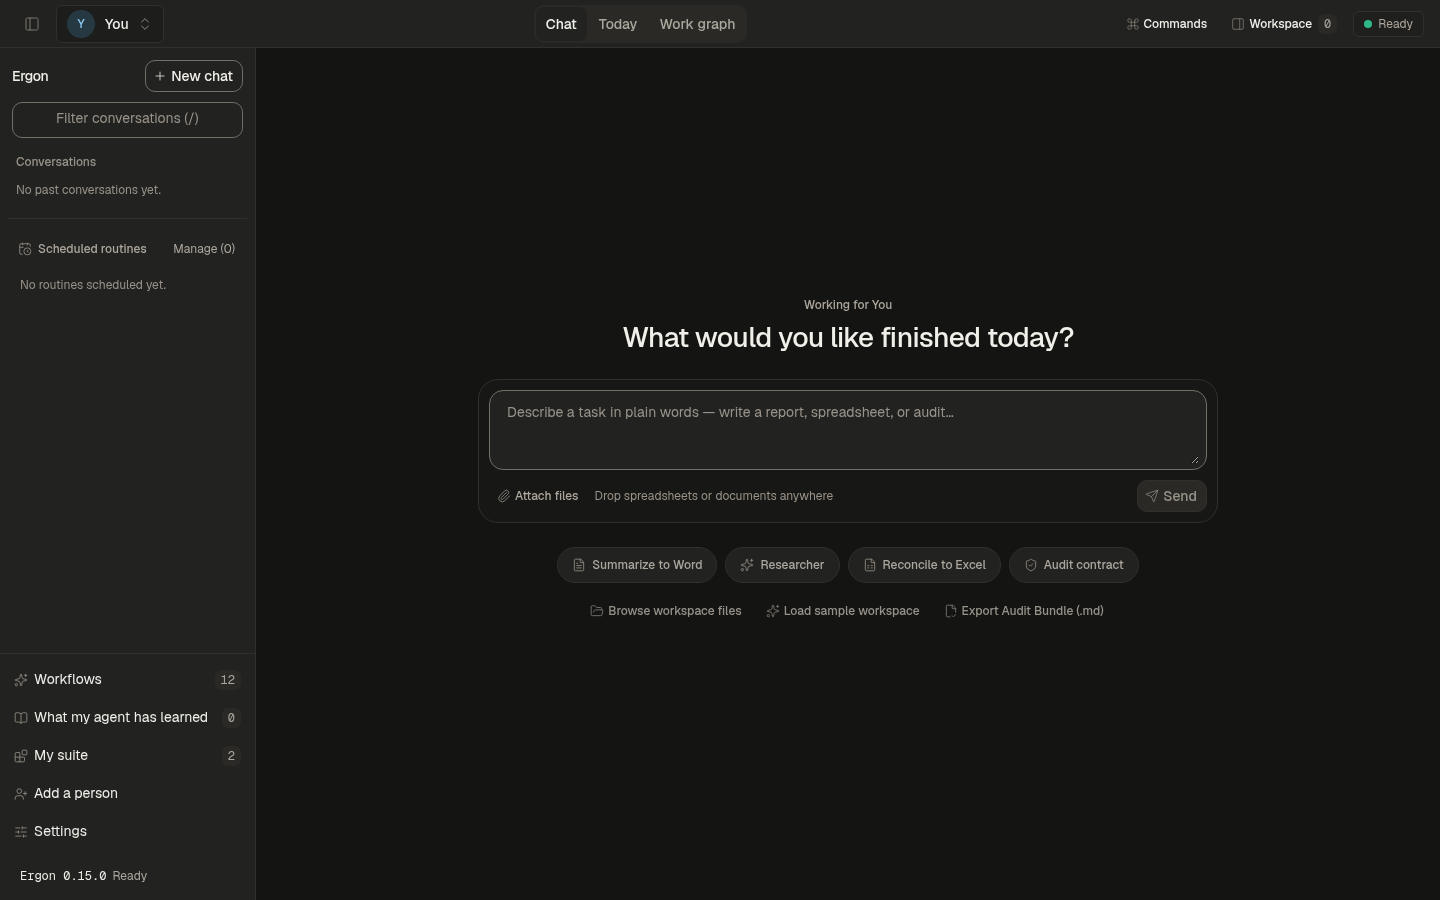 Y You
Chat Today Work graph
Commands Workspace 0 Ready
Ergon
New chat
Filter conversations (/)
Conversations
No past conversations yet.
Scheduled routines Manage (0)
No routines scheduled yet.
Working for You
What would you like finished today?
Describe a task in plain words — write a report, spreadsheet, or audit…
Attach files Drop spreadsheets or documents anywhere Send
Summarize to Word Researcher Reconcile to Excel Audit contract
Browse workspace files Load sample workspace Export Audit Bundle (.md)
Workflows 12
What my agent has learned 0
My suite 2
Add a person
Settings
Ergon 0.15.0 Ready